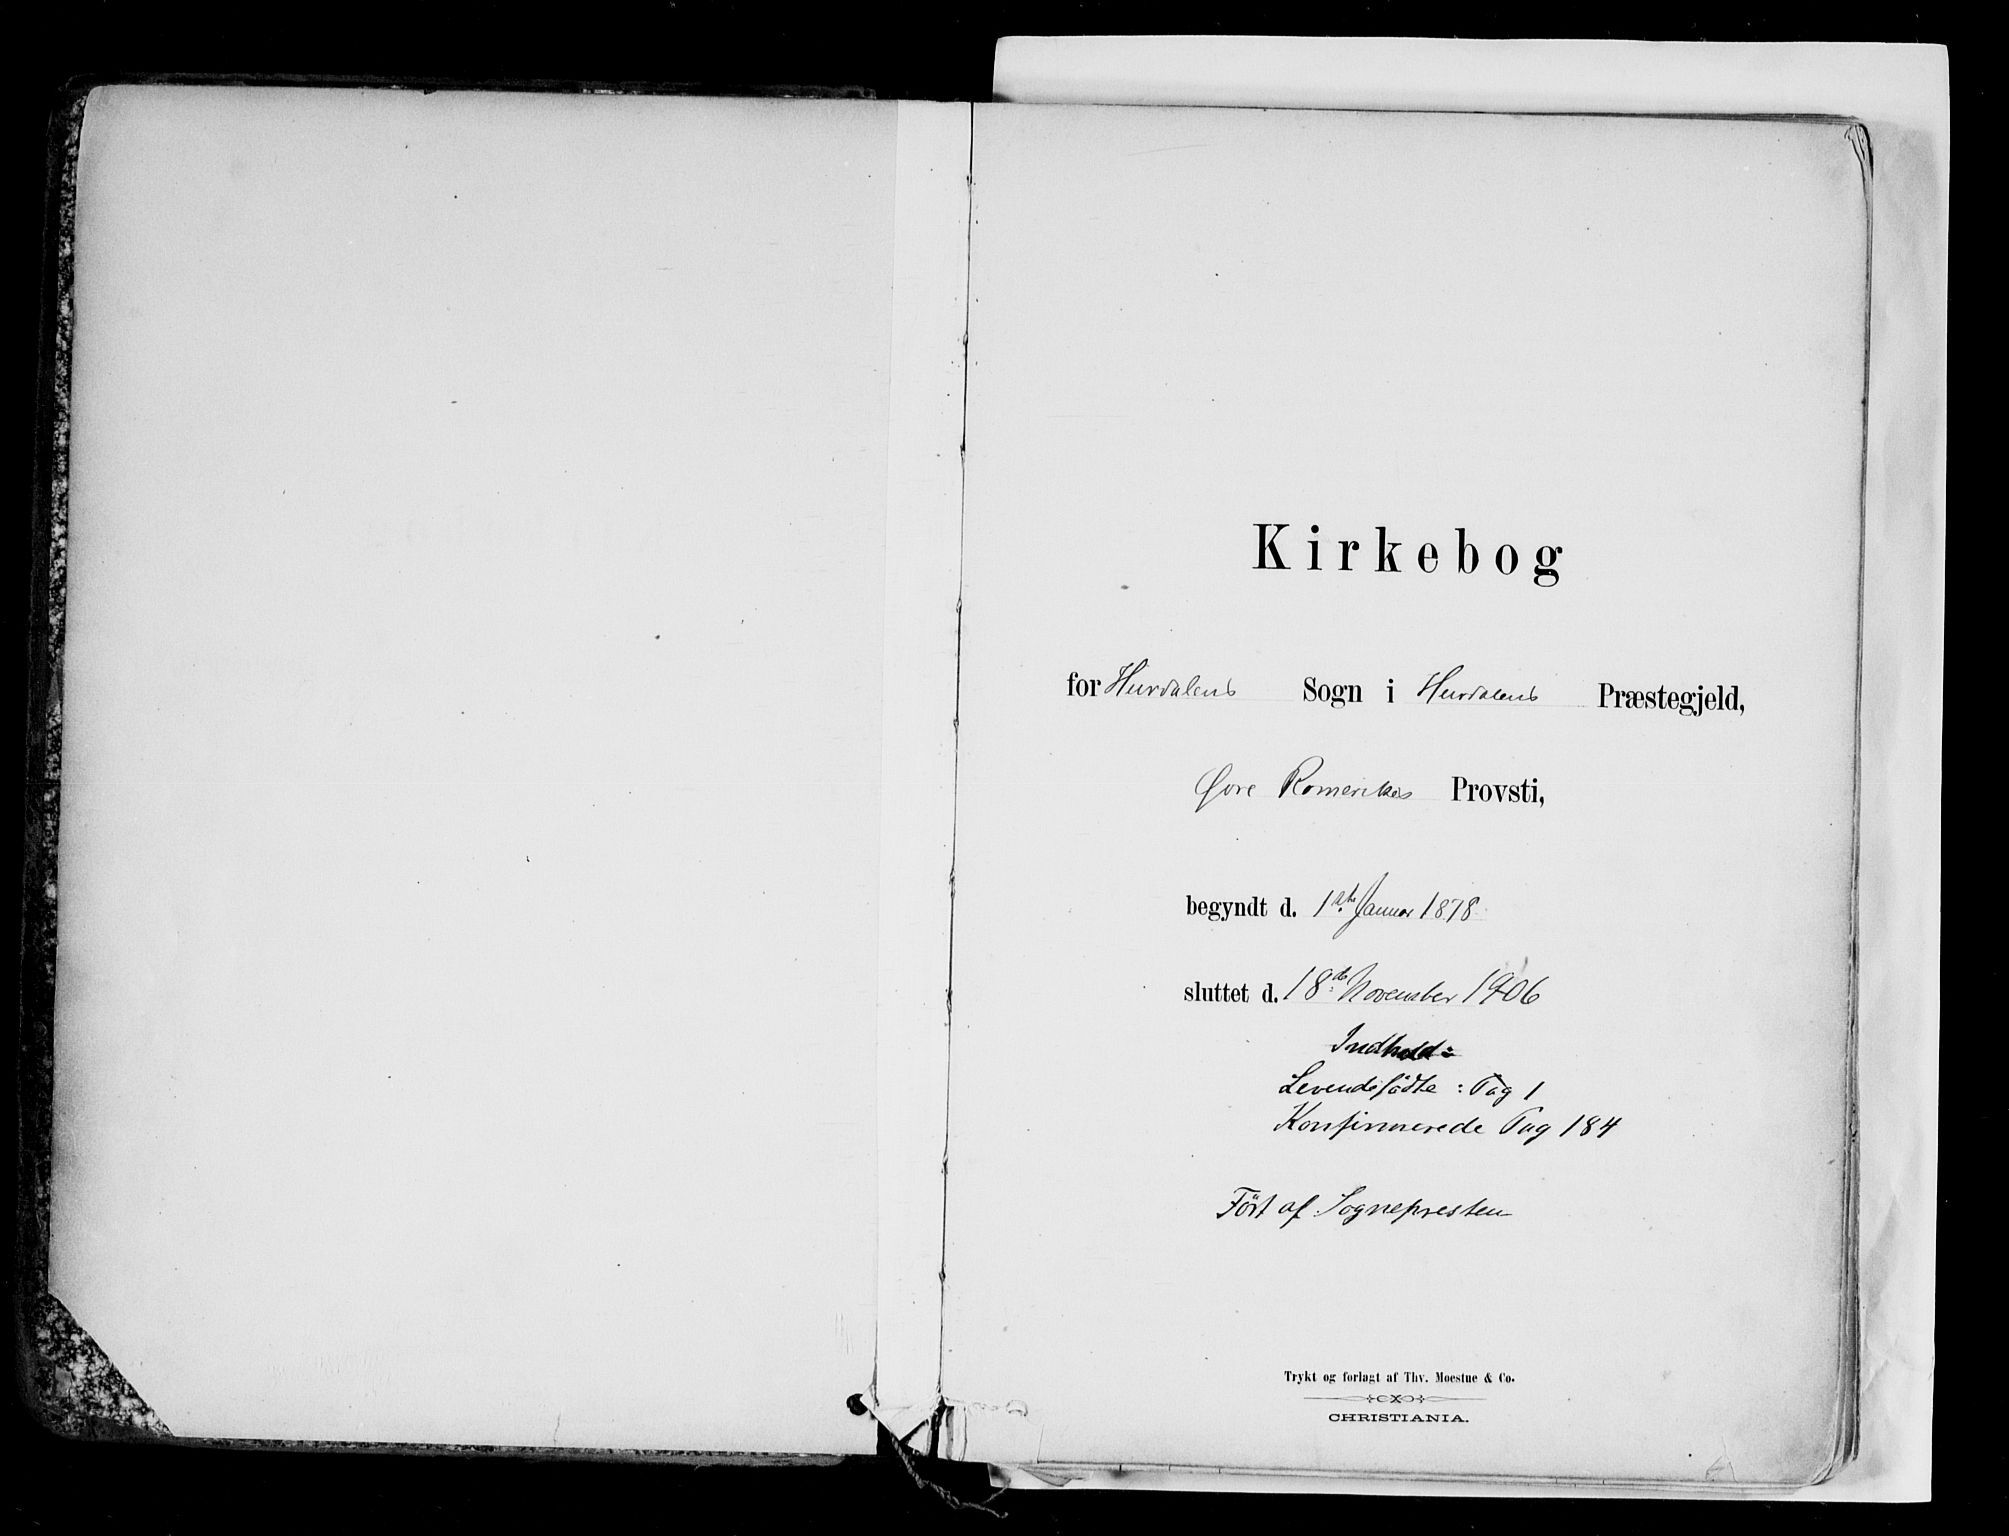 Kirkebog
for Hurdalens Sogn i Hurdalens Præstegjeld,
Øvre Romerikes Provsti,
begyndt d. 1ste Januar 1878
sluttet d. 18de November 1906
Indhold:
Levendefødte : Pag 1
Konfirmerede Pag 184
Ført af Sognepresten
Trykt og forlagt af Thv. Moestue & Co.
CHRISTIANIA.